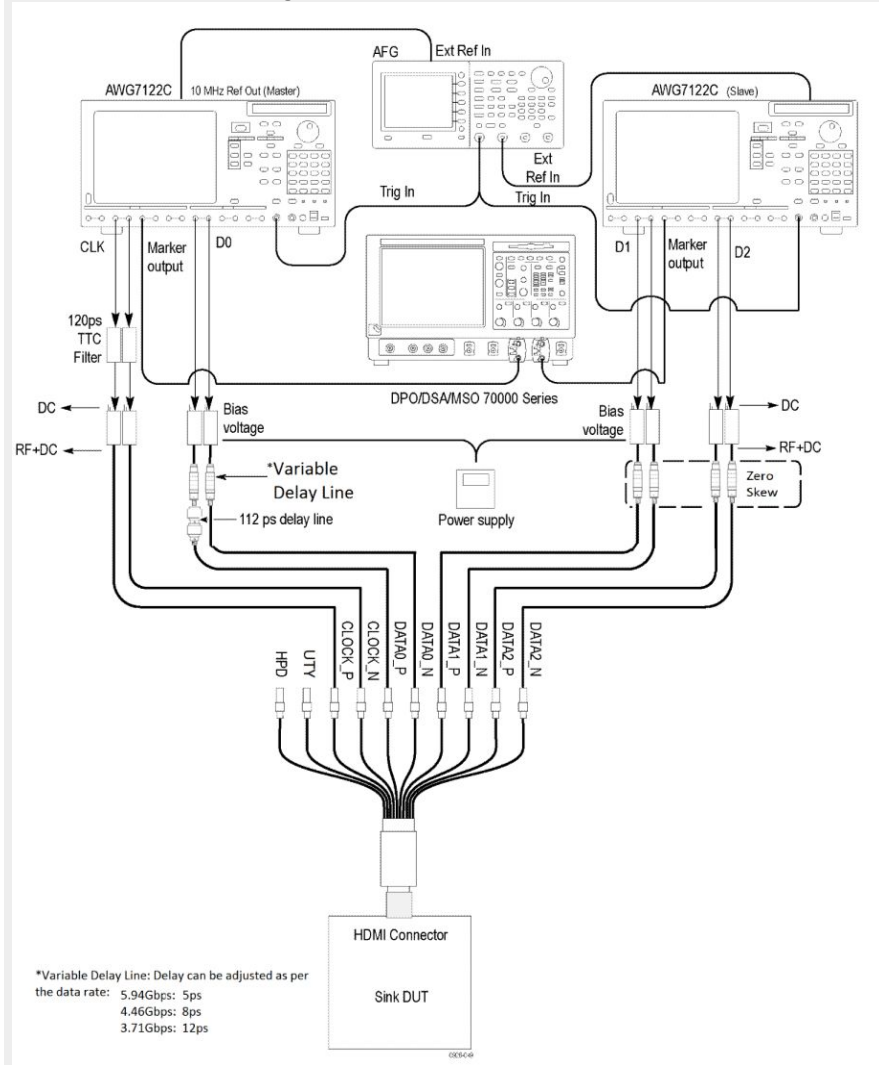 AFG
Ext Ref In
AWG7122C
10 MHz Ref Out (Master)
AWG7122C
(Slave)
Ext
Ref In
Trig In
Trig In
CLK
Marker
output
D0
D1
Marker
output
D2
120ps
TTC
Filter
DPO/DSA/MSO 70000 Series
DC
Bias
voltage
Bias
voltage
DC
RF+DC
RF+DC
*Variable
Delay Line
Zero
Skew
112 ps delay line
Power supply
HPD
UTY
CLOCK_P
CLOCK_N
DATA0_P
DATA0_N
DATA1_P
DATA1_N
DATA2_P
DATA2_N
HDMI Connector
Sink DUT
*Variable Delay Line: Delay can be adjusted as per
the data rate: 5.94Gbps: 5ps
4.46Gbps: 8ps
3.71Gbps: 12ps